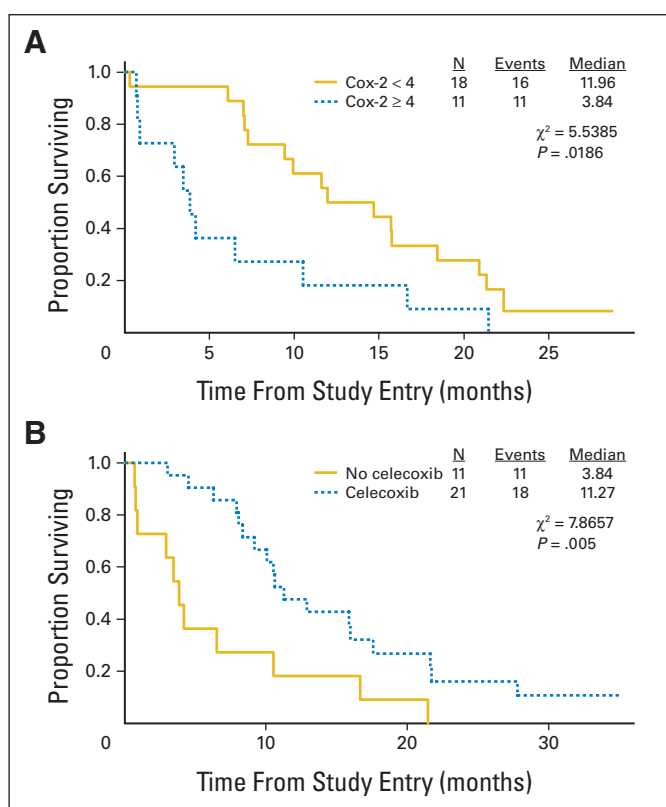 A
N Events Median
Cox-2 < 4 18 16 11.96
Cox-2 ≥ 4 11 11 3.84
χ² = 5.5385
P = .0186
Proportion Surviving
1.0
0.8
0.6
0.4
0.2
0 5 10 15 20 25
Time From Study Entry (months)
B
N Events Median
No celecoxib 11 11 3.84
Celecoxib 21 18 11.27
χ² = 7.8657
P = .005
Proportion Surviving
1.0
0.8
0.6
0.4
0.2
0 10 20 30
Time From Study Entry (months)